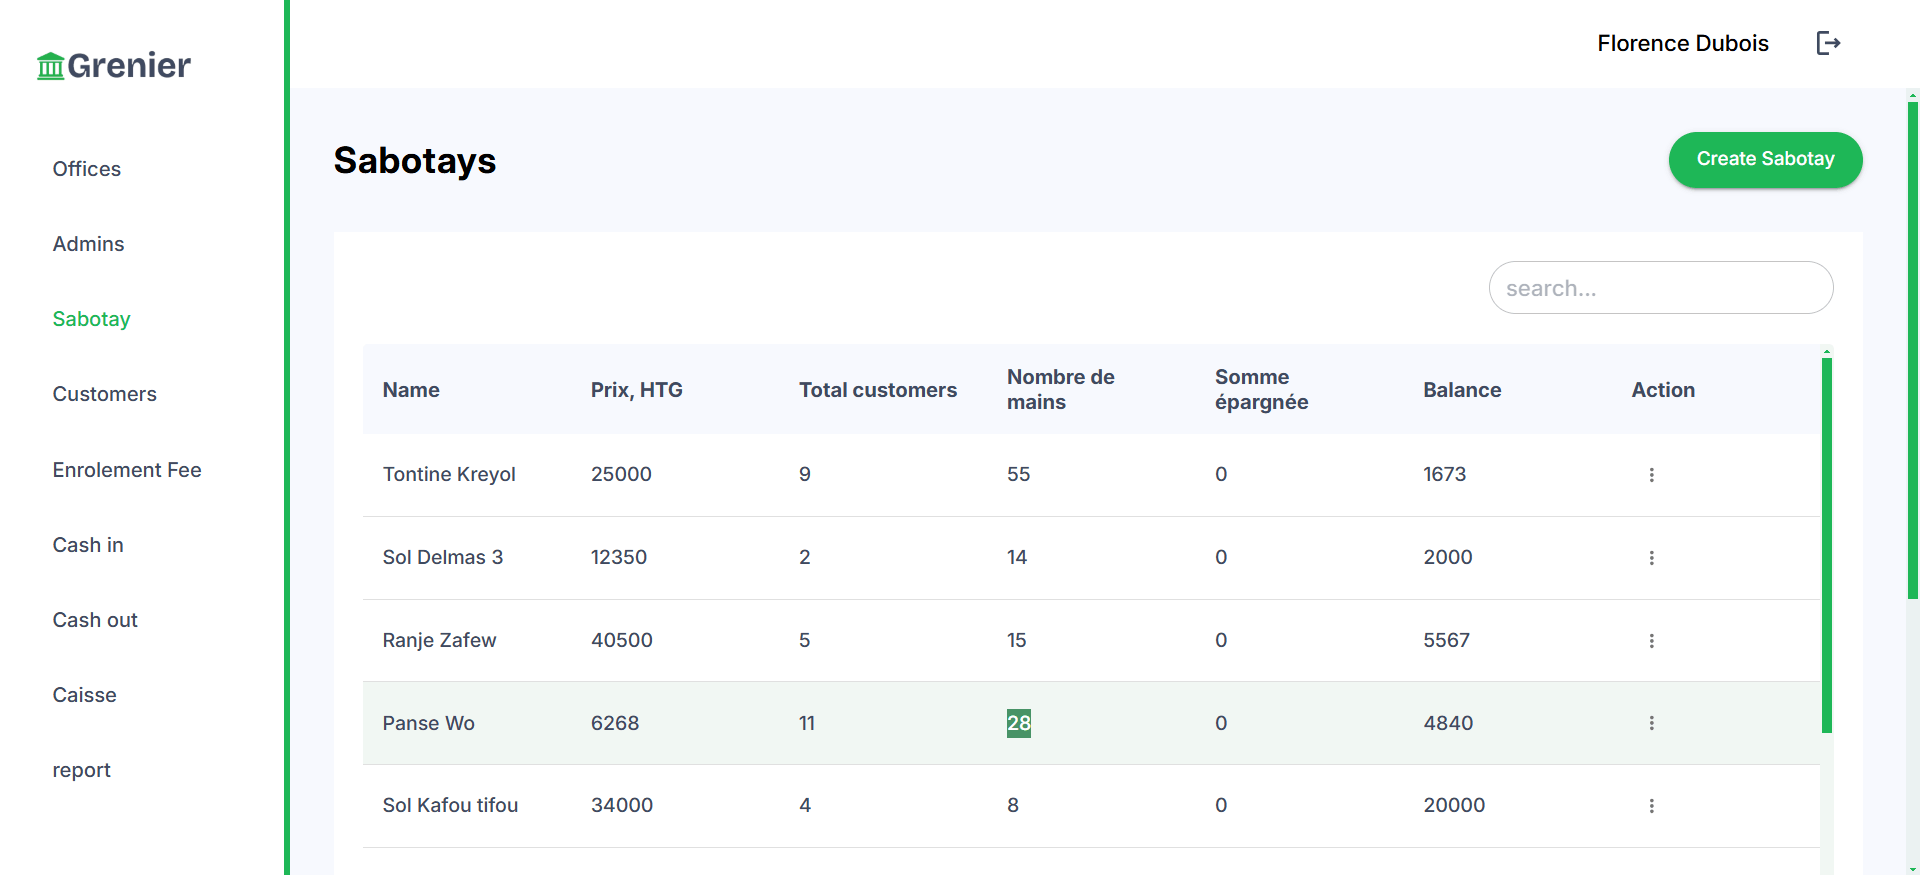 Grenier
Florence Dubois
Offices
Admins
Sabotay
Customers
Enrolement Fee
Cash in
Cash out
Caisse
report
Sabotays
Create Sabotay
search...
Name Prix, HTG Total customers Nombre de mains Somme épargnée Balance Action
Tontine Kreyol 25000 9 55 0 1673
Sol Delmas 3 12350 2 14 0 2000
Ranje Zafew 40500 5 15 0 5567
Panse Wo 6268 11 28 0 4840
Sol Kafou tifou 34000 4 8 0 20000